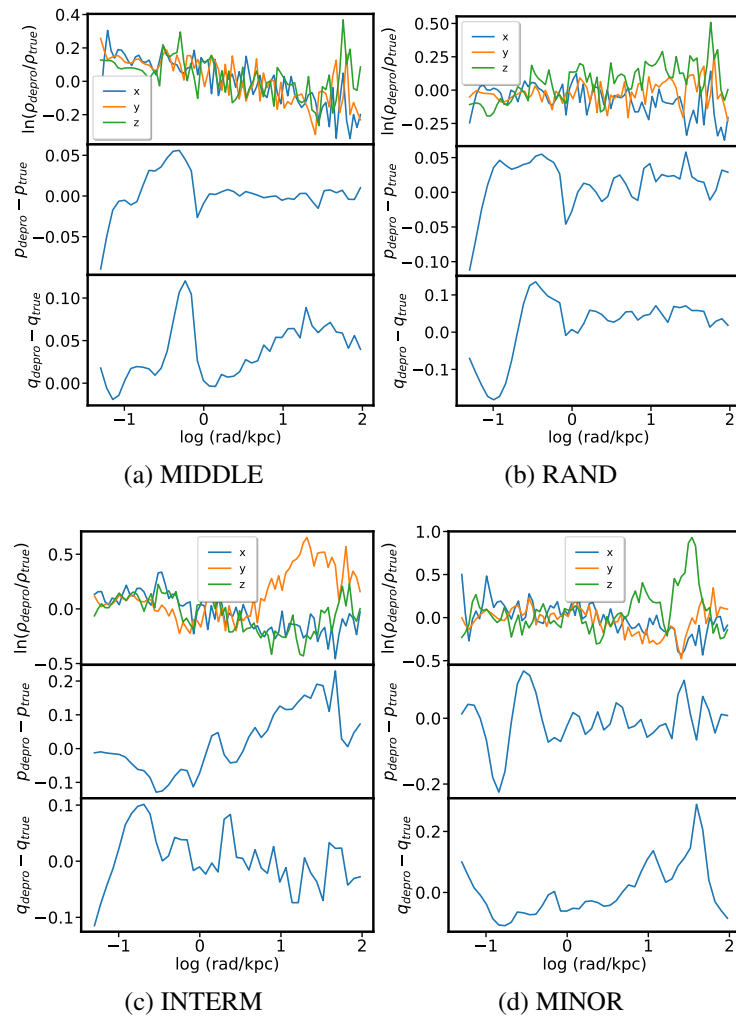 0.4
0.2
0.0
−0.2
ln(ρdepro/ρtrue)
x
y
z
0.05
0.00
−0.05
pdepro − ptrue
0.10
0.05
0.00
qdepro − qtrue
−1 0 1 2
log (rad/kpc)
(a) MIDDLE
0.50
0.25
0.00
−0.25
ln(ρdepro/ρtrue)
x
y
z
0.05
0.00
−0.05
−0.10
pdepro − ptrue
0.1
0.0
−0.1
qdepro − qtrue
−1 0 1 2
log (rad/kpc)
(b) RAND
0.5
0.0
−0.5
ln(ρdepro/ρtrue)
x
y
z
0.2
0.1
0.0
−0.1
pdepro − ptrue
0.1
0.0
−0.1
qdepro − qtrue
−1 0 1 2
log (rad/kpc)
(c) INTERM
1.0
0.5
0.0
−0.5
ln(ρdepro/ρtrue)
x
y
z
0.0
−0.2
pdepro − ptrue
0.2
0.0
qdepro − qtrue
−1 0 1 2
log (rad/kpc)
(d) MINOR